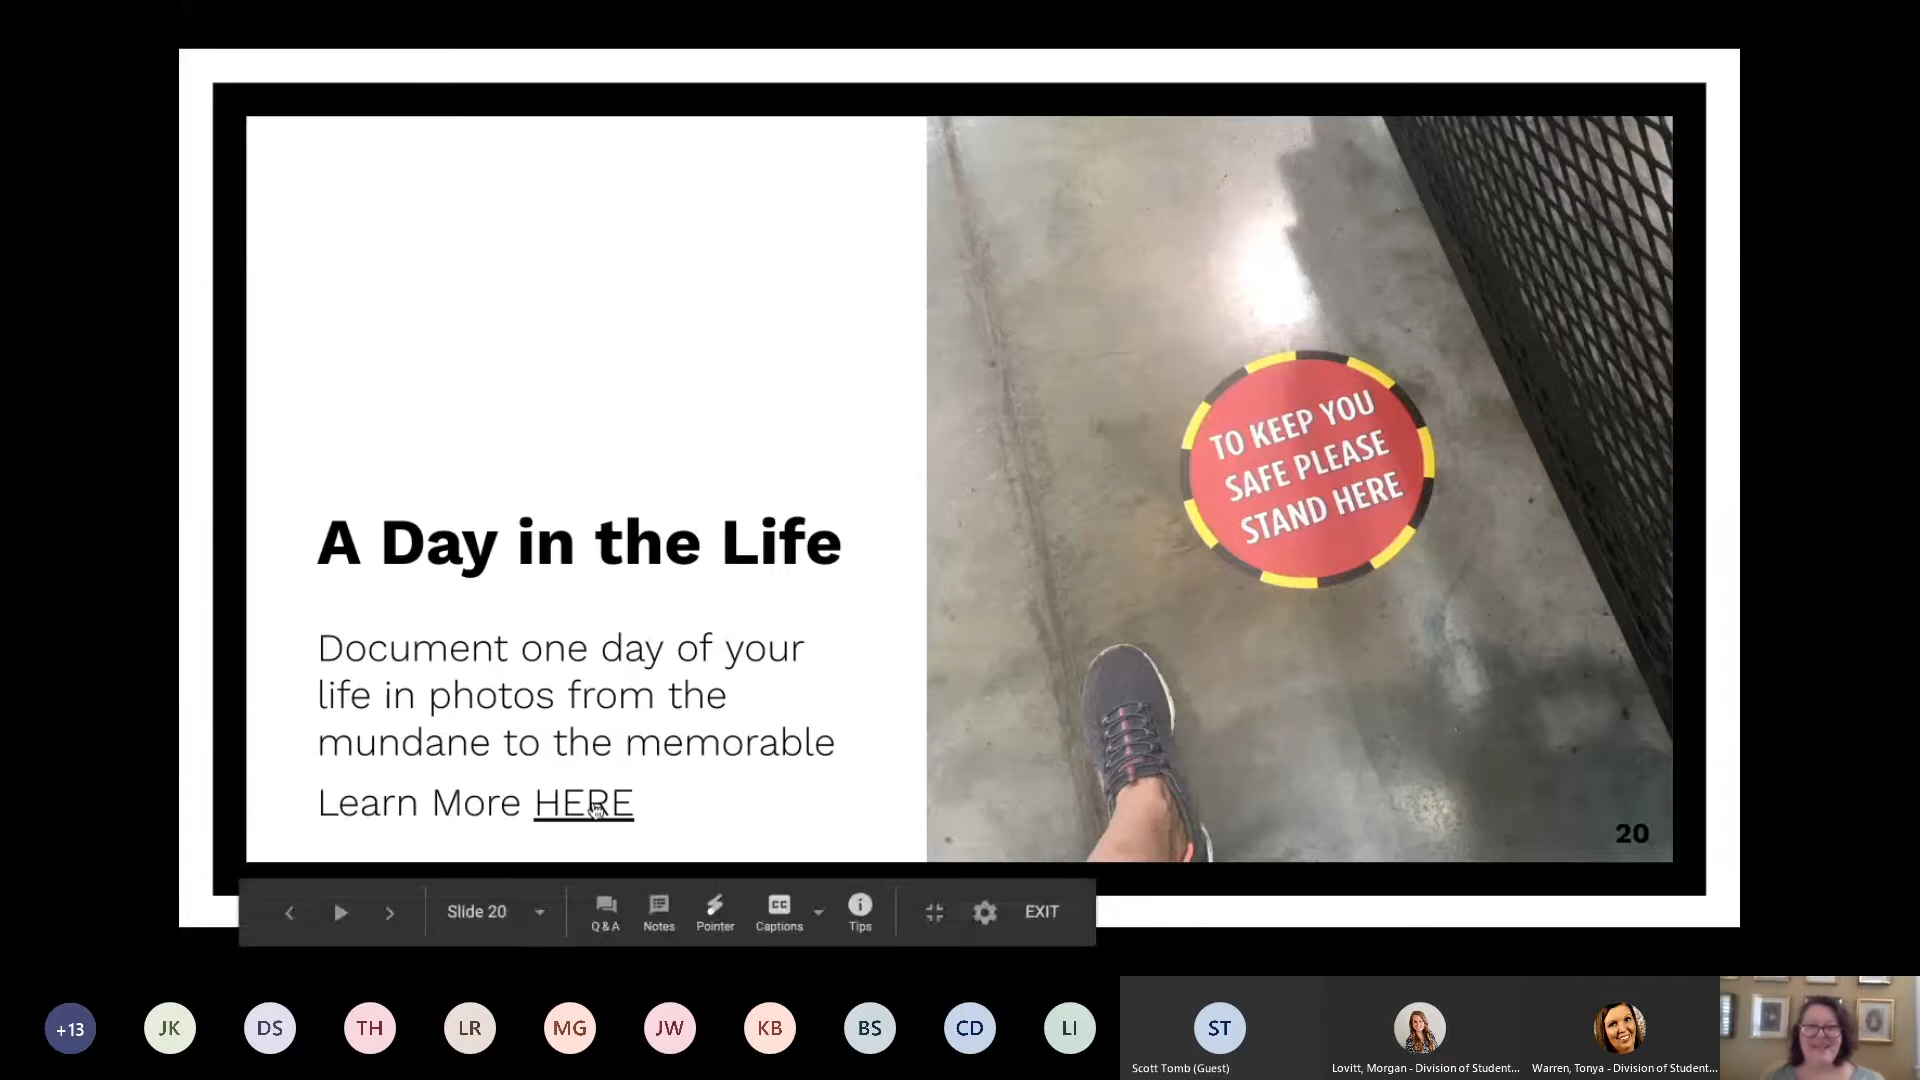 TO KEEP YOU
SAFE PLEASE
STAND HERE
A Day in the Life
Document one day of your
life in photos from the
mundane to the memorable
Learn More HERE
20
Slide 20
Q & A
Notes
Pointer
CC
Captions
Tips
EXIT
+13
JK
DS
TH
LR
MG
JW
KB
BS
CD
LI
ST
Scott Tomb (Guest)
Lovitt, Morgan - Division of Student...
Warren, Tonya - Division of Student...